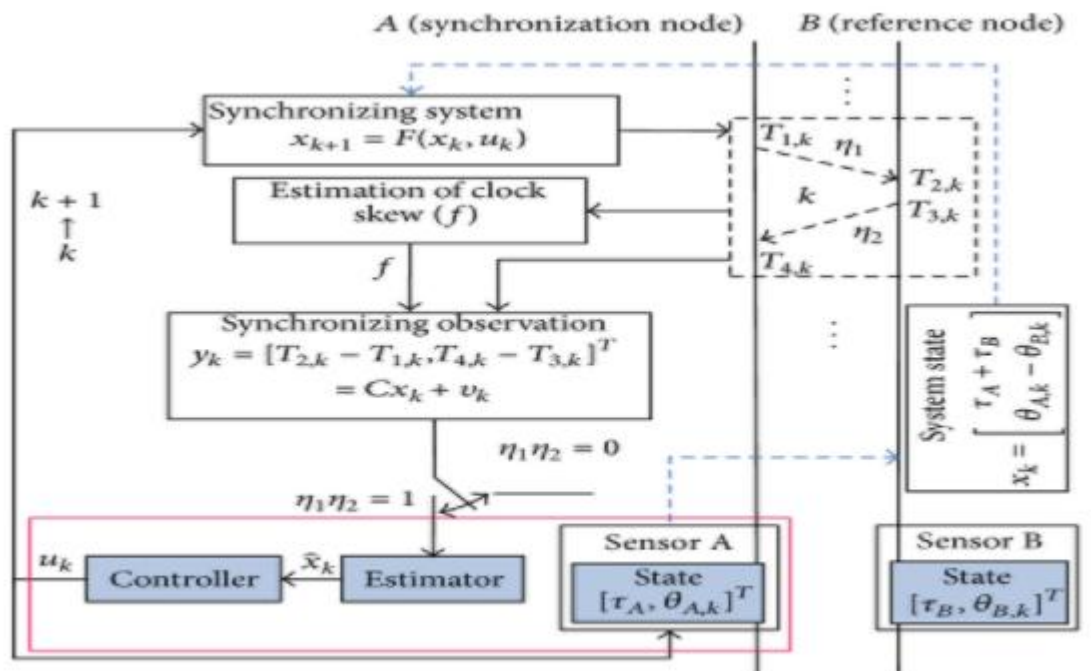 A (synchronization node)
B (reference node)
Synchronizing system
x_{k+1} = F(x_k, u_k)
T_{1,k}
η_1
T_{2,k}
k
T_{3,k}
η_2
T_{4,k}
Estimation of clock
skew (f)
k + 1
↑
k
f
Synchronizing observation
y_k = [T_{2,k} − T_{1,k}, T_{4,k} − T_{3,k}]^T
= Cx_k + v_k
System state
x_k = [τ_A + τ_B
θ_{A,k} − θ_{B,k}]
η_1η_2 = 0
η_1η_2 = 1
u_k
Controller
x̂_k
Estimator
Sensor A
State
[τ_A, θ_{A,k}]^T
Sensor B
State
[τ_B, θ_{B,k}]^T